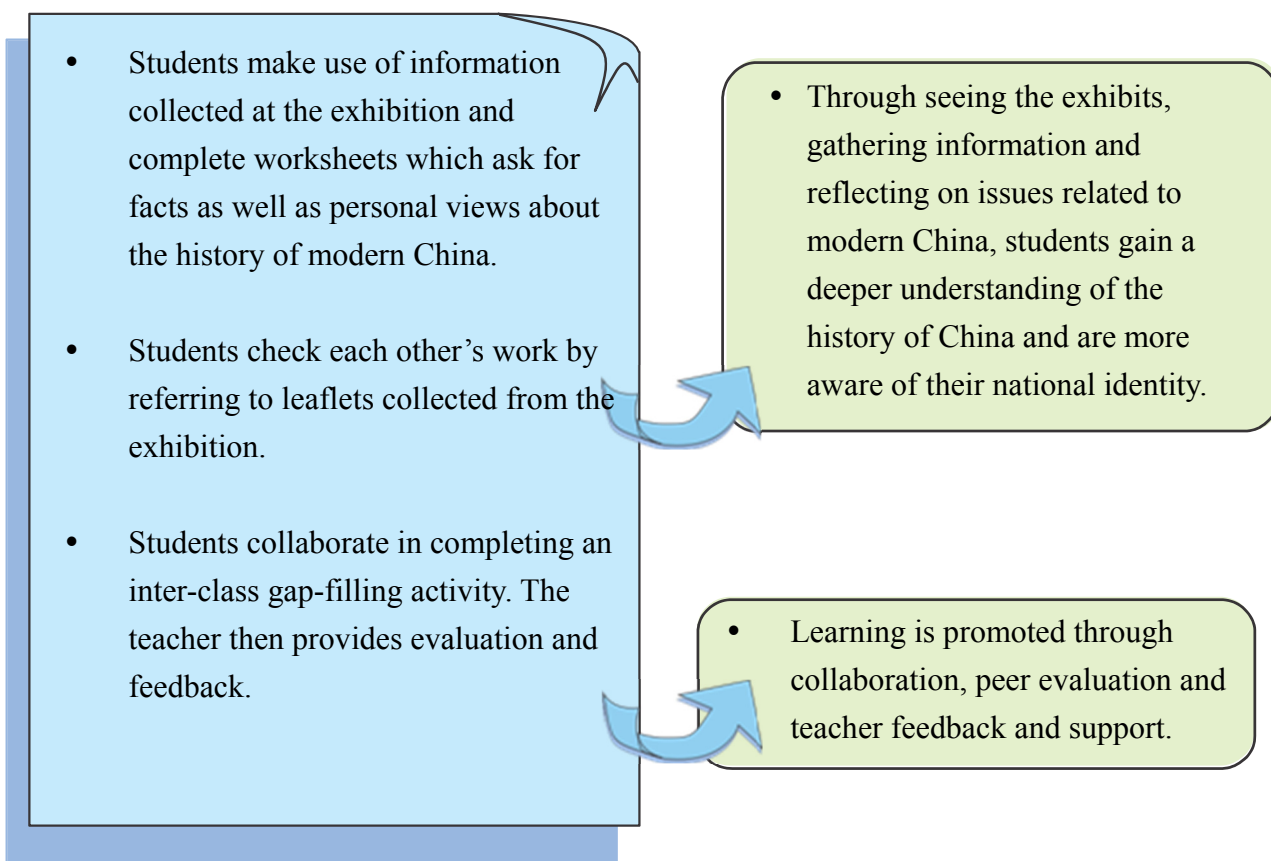 • Students make use of information
collected at the exhibition and
complete worksheets which ask for
facts as well as personal views about
the history of modern China.
• Students check each other’s work by
referring to leaflets collected from the
exhibition.
• Students collaborate in completing an
inter-class gap-filling activity. The
teacher then provides evaluation and
feedback.
• Through seeing the exhibits,
gathering information and
reflecting on issues related to
modern China, students gain a
deeper understanding of the
history of China and are more
aware of their national identity.
• Learning is promoted through
collaboration, peer evaluation and
teacher feedback and support.